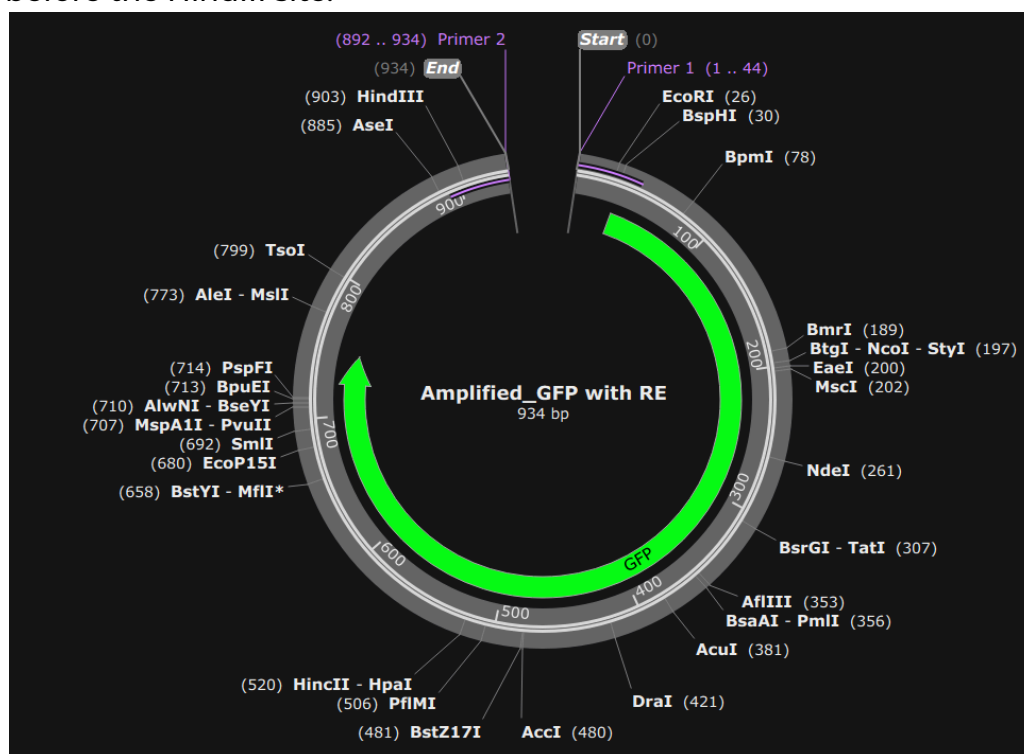 (892 .. 934) Primer 2
Start (0)
(934) End
Primer 1 (1 .. 44)
(903) HindIII
EcoRI (26)
(885) AseI
BspHI (30)
BpmI (78)
900
100
(799) TsoI
(773) AleI - MslI
800
BmrI (189)
200
BtgI - NcoI - StyI (197)
(714) PspFI
EaeI (200)
(713) BpuEI
MscI (202)
Amplified_GFP with RE
934 bp
(710) AlwNI - BseYI
(707) MspA1I - PvuII
700
(692) SmlI
(680) EcoP15I
NdeI (261)
(658) BstYI - MflI*
300
BsrGI - TatI (307)
600
GFP
400
500
AflIII (353)
BsaAI - PmlI (356)
AcuI (381)
(520) HincII - HpaI
(506) PflMI
DraI (421)
(481) BstZ17I
AccI (480)